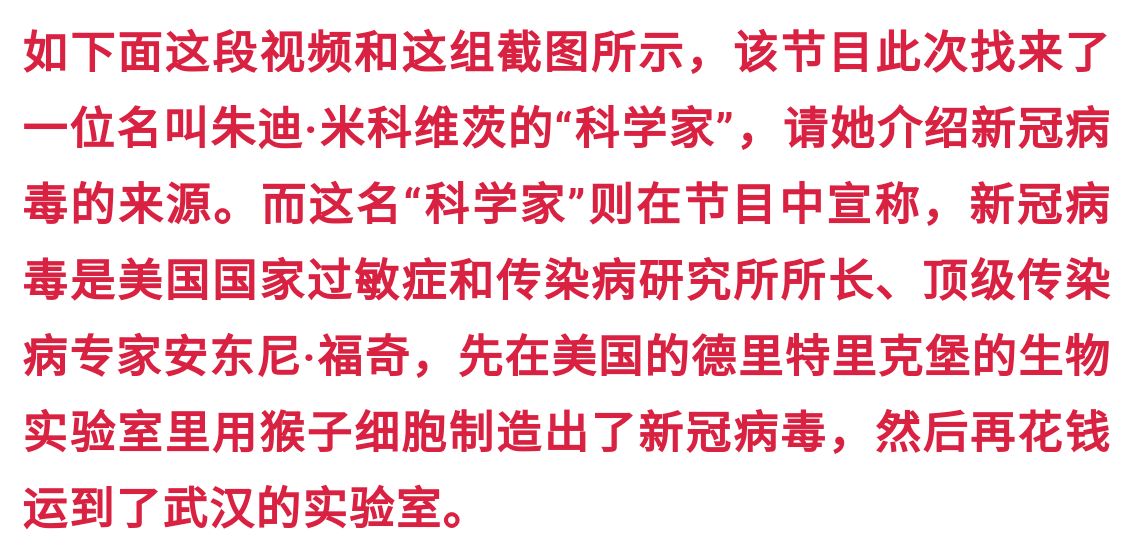 如下面这段视频和这组截图所示，该节目此次找来了
一位名叫朱迪·米科维茨的“科学家”，请她介绍新冠病
毒的来源。而这名“科学家”则在节目中宣称，新冠病
毒是美国国家过敏症和传染病研究所所长、顶级传染
病专家安东尼·福奇，先在美国的德里特里克堡的生物
实验室里用猴子细胞制造出了新冠病毒，然后再花钱
运到了武汉的实验室。